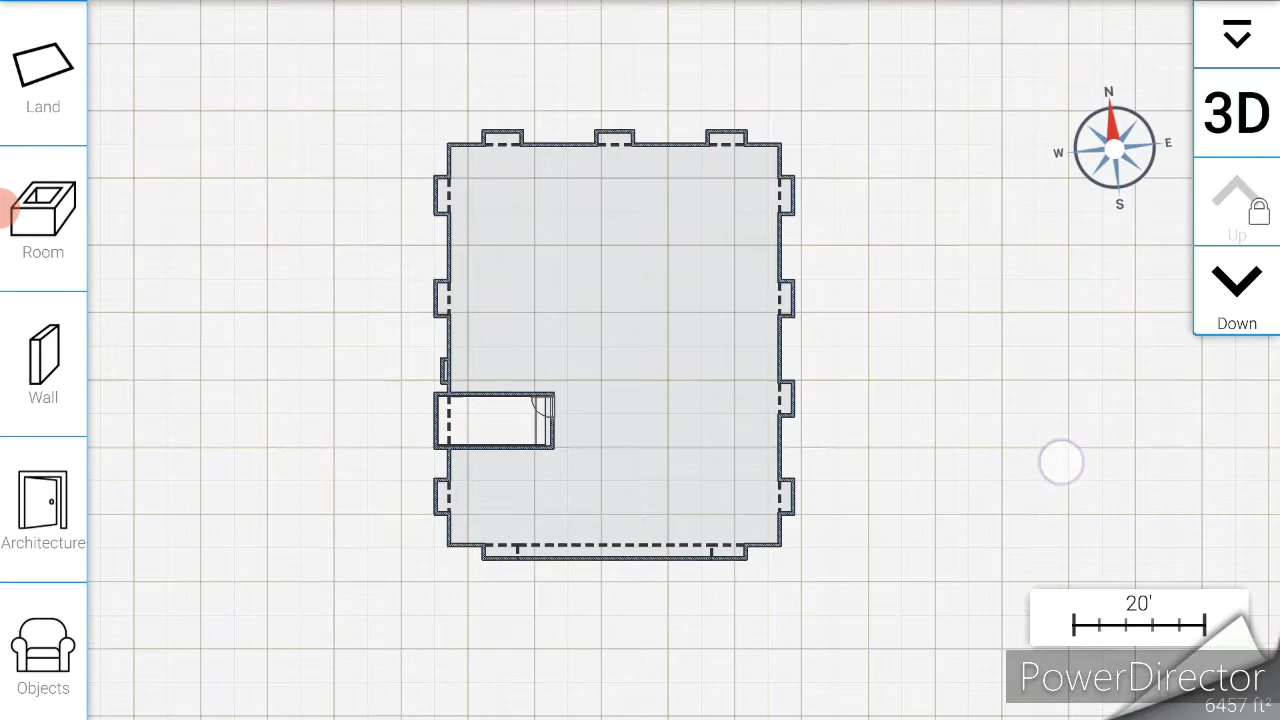 Land
Room
Wall
Architecture
Objects
N
W
E
S
3D
Up
Down
20'
PowerDirector
6457 ft²